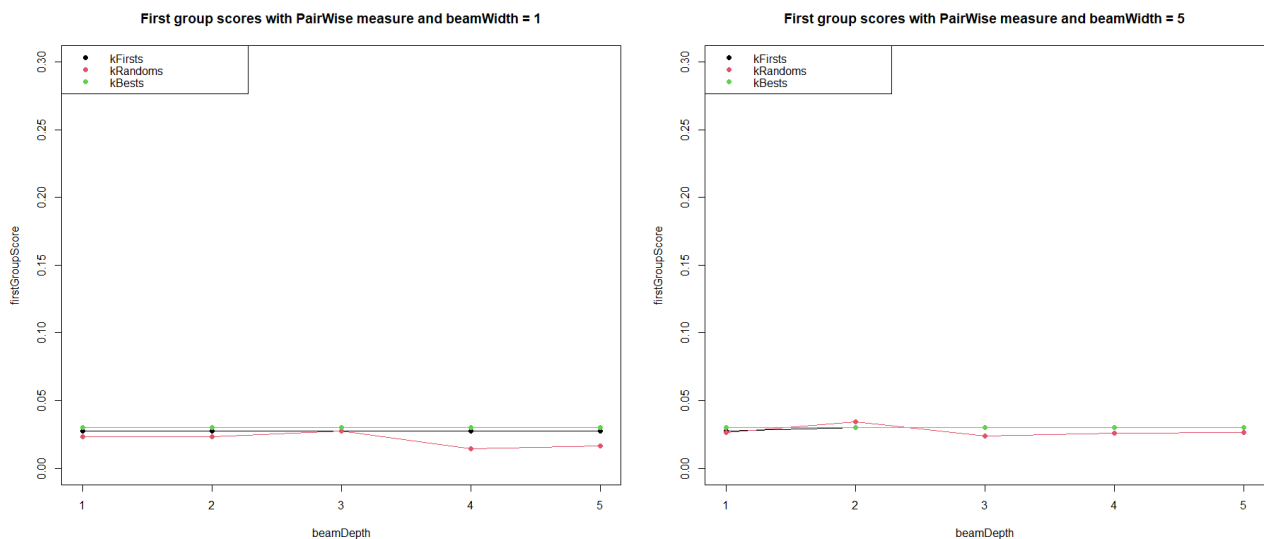 First group scores with PairWise measure and beamWidth = 1
kFirsts
kRandoms
kBests
0.30
0.25
0.20
0.15
0.10
0.05
0.00
firstGroupScore
1 2 3 4 5
beamDepth
First group scores with PairWise measure and beamWidth = 5
kFirsts
kRandoms
kBests
0.30
0.25
0.20
0.15
0.10
0.05
0.00
firstGroupScore
1 2 3 4 5
beamDepth